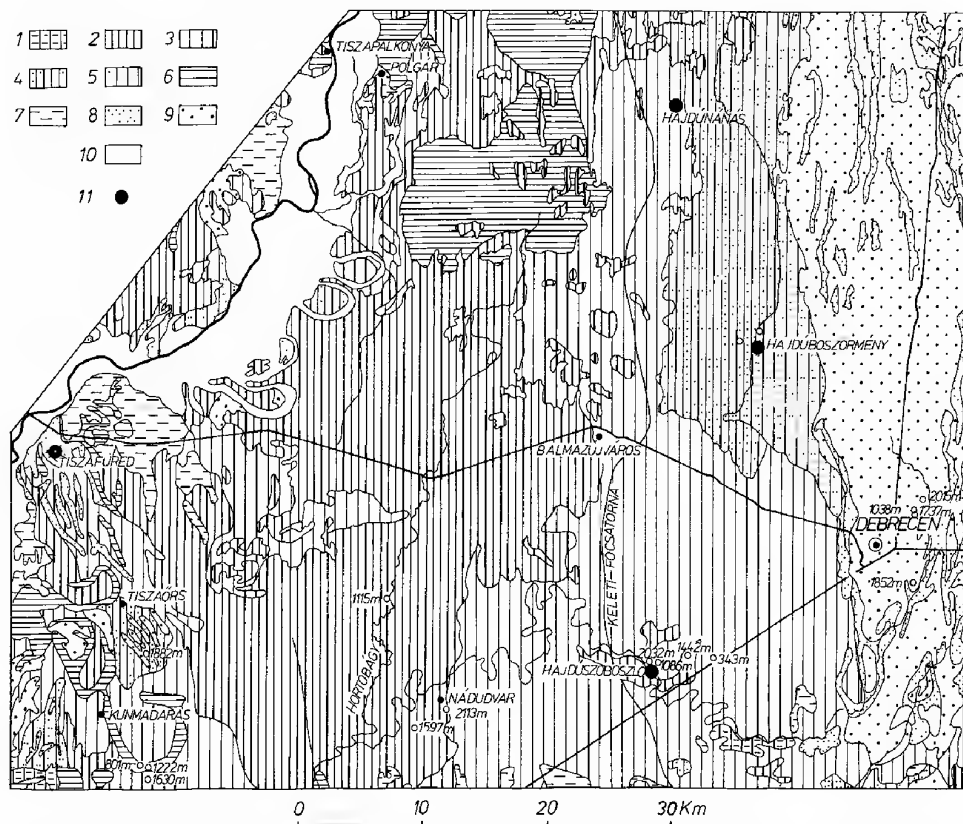 1 2 3
4 5 6
7 8 9
10
11
TISZAPALKONYA
POLGÁR
HAJDUNÁNÁS
HAJDUBÖSZÖRMÉNY
TISZAFÜRED
BALMAZUJVÁROS
KELETI-FŐCSATORNA
2015m
1038m 1737m
DEBRECEN
1852m
1115m
TISZAÖRS
1882m
HORTOBÁGY
HAJDUSZOBOSZLÓ
2032m 1442m
1086m
343m
NÁDUDVAR
2113m
1597m
KUNMADARAS
801m 1272m
1630m
0 10 20 30 Km